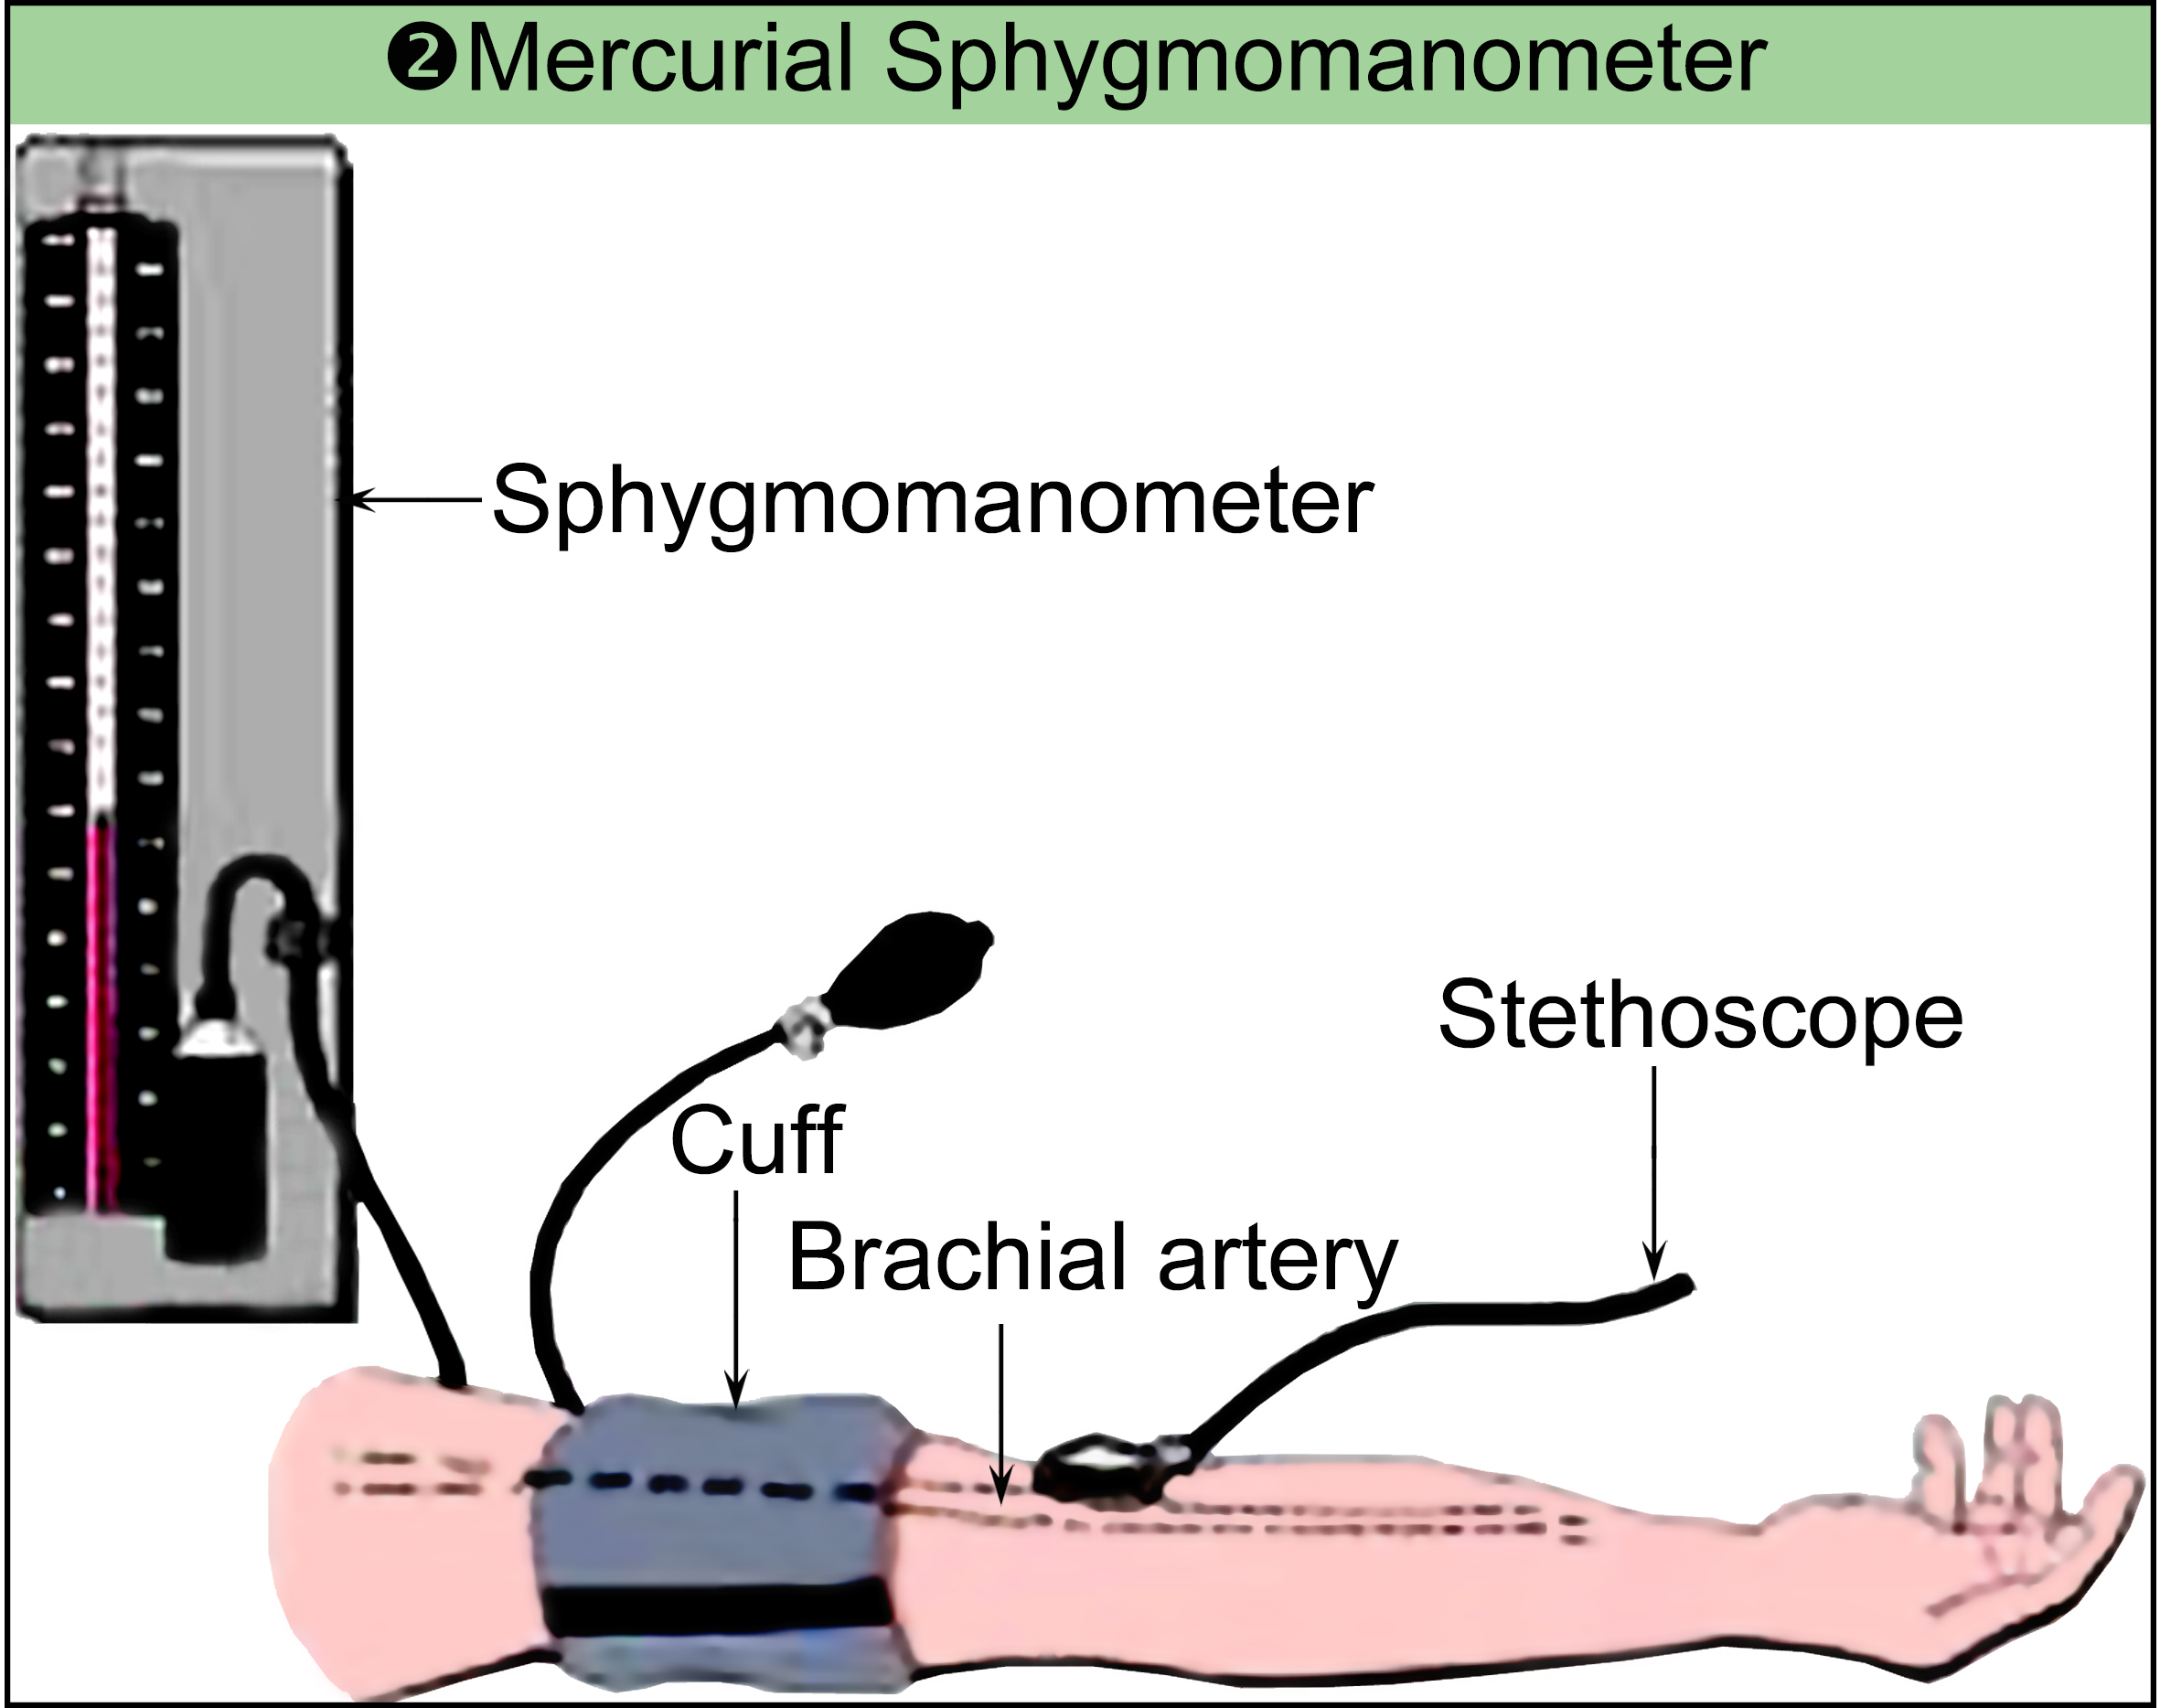 ❷Mercurial Sphygmomanometer
Sphygmomanometer
Stethoscope
Cuff
Brachial artery